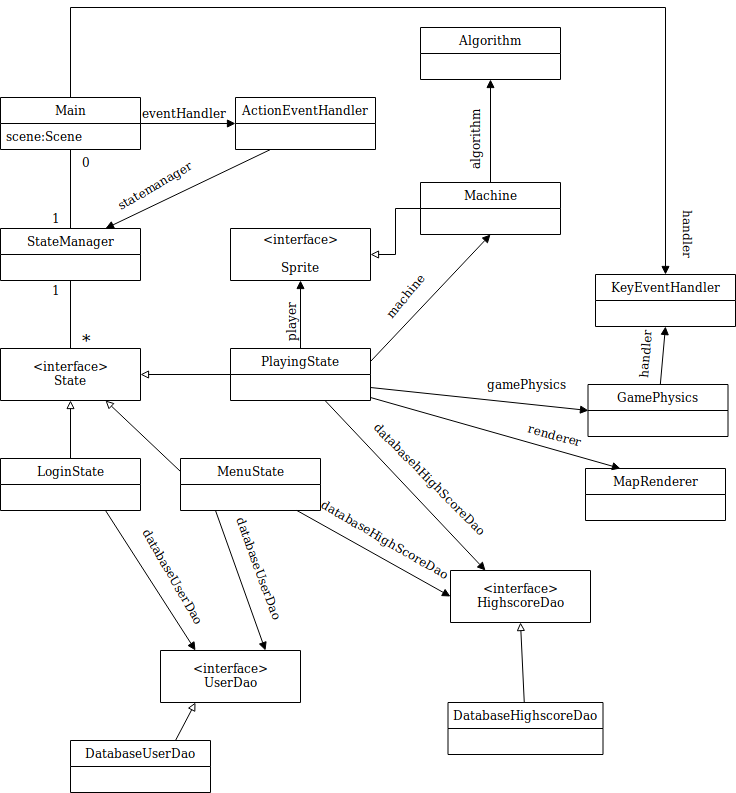 Algorithm
Main
scene:Scene
eventHandler
ActionEventHandler
algorithm
0
statemanager
Machine
1
StateManager
<interface>
Sprite
handler
1
machine
KeyEventHandler
player
*
handler
<interface>
State
PlayingState
gamePhysics
GamePhysics
databasehHighScoreDao
renderer
LoginState
MenuState
MapRenderer
databaseUserDao
databaseUserDao
databaseHighScoreDao
<interface>
HighscoreDao
<interface>
UserDao
DatabaseHighscoreDao
DatabaseUserDao